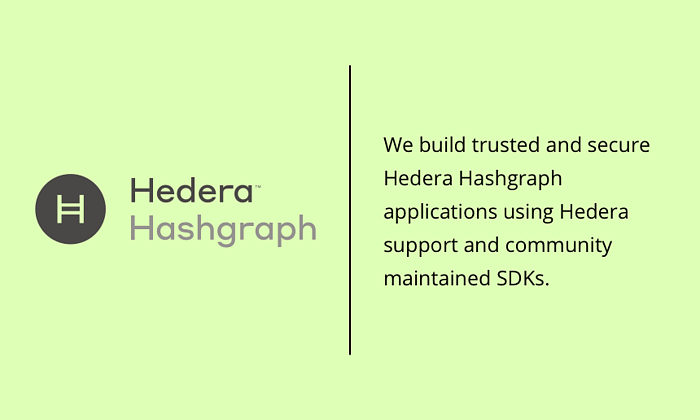 Hedera™
Hashgraph
We build trusted and secure
Hedera Hashgraph
applications using Hedera
support and community
maintained SDKs.